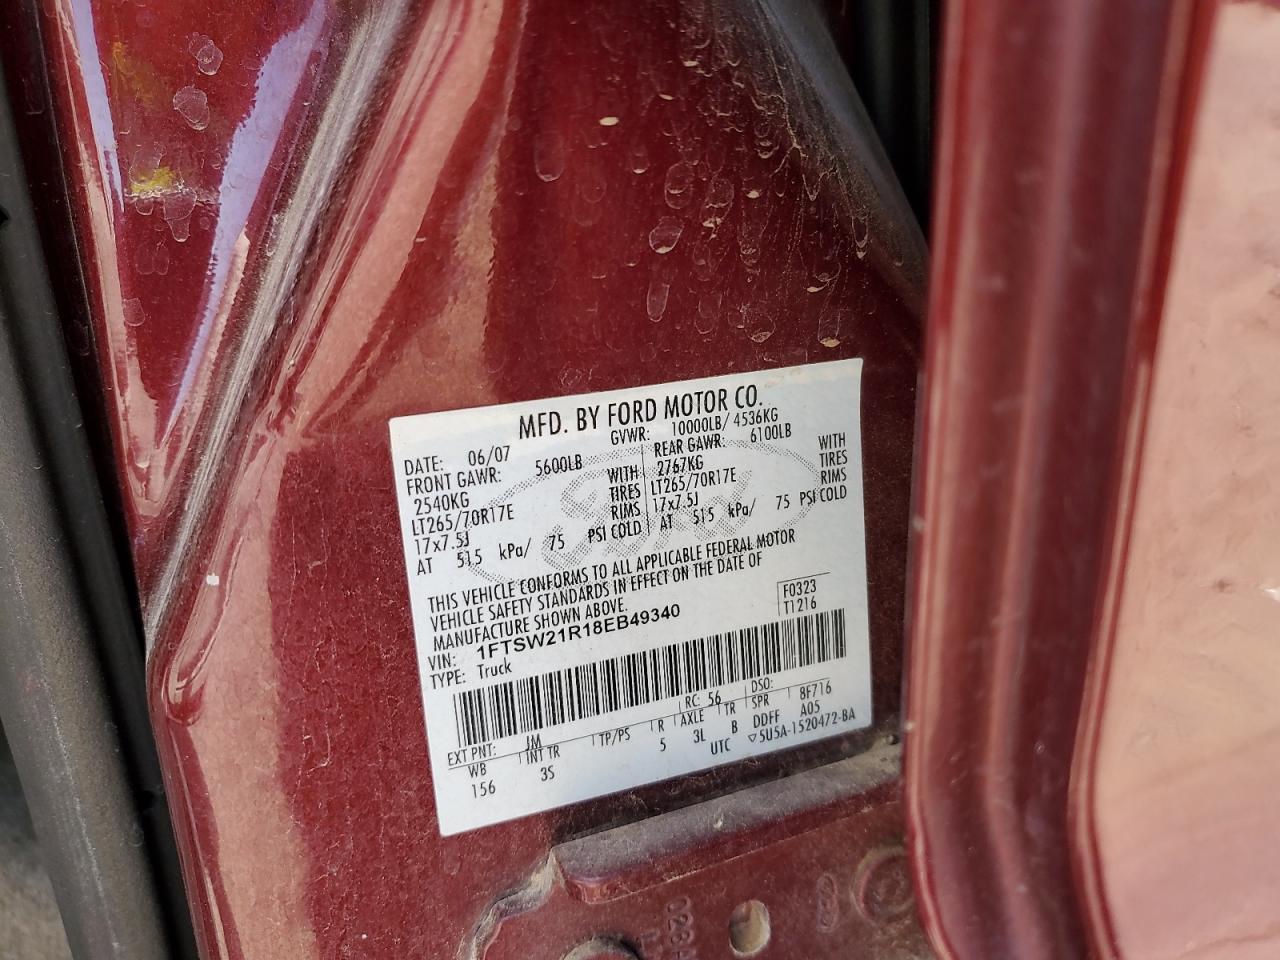 MFD. BY FORD MOTOR CO.
DATE: 06/07 GVWR: 10000LB/ 4536KG
FRONT GAWR: 5600LB REAR GAWR: 6100LB
2540KG WITH 2767KG WITH
LT265/70R17E TIRES LT265/70R17E TIRES
17x7.5J RIMS 17x7.5J RIMS
AT 515 kPa/ 75 PSI COLD AT 515 kPa/ 75 PSI COLD
THIS VEHICLE CONFORMS TO ALL APPLICABLE FEDERAL MOTOR
VEHICLE SAFETY STANDARDS IN EFFECT ON THE DATE OF
MANUFACTURE SHOWN ABOVE.
VIN: 1FTSW21R18EB49340 F0323
TYPE: Truck T1216
EXT PNT: JM RC: 56 DSO:
WB INT TR TP/PS R AXLE TR SPR 8F716
156 3S 5 3L B DDFF A05
UTC ▽5U5A-1520472-BA